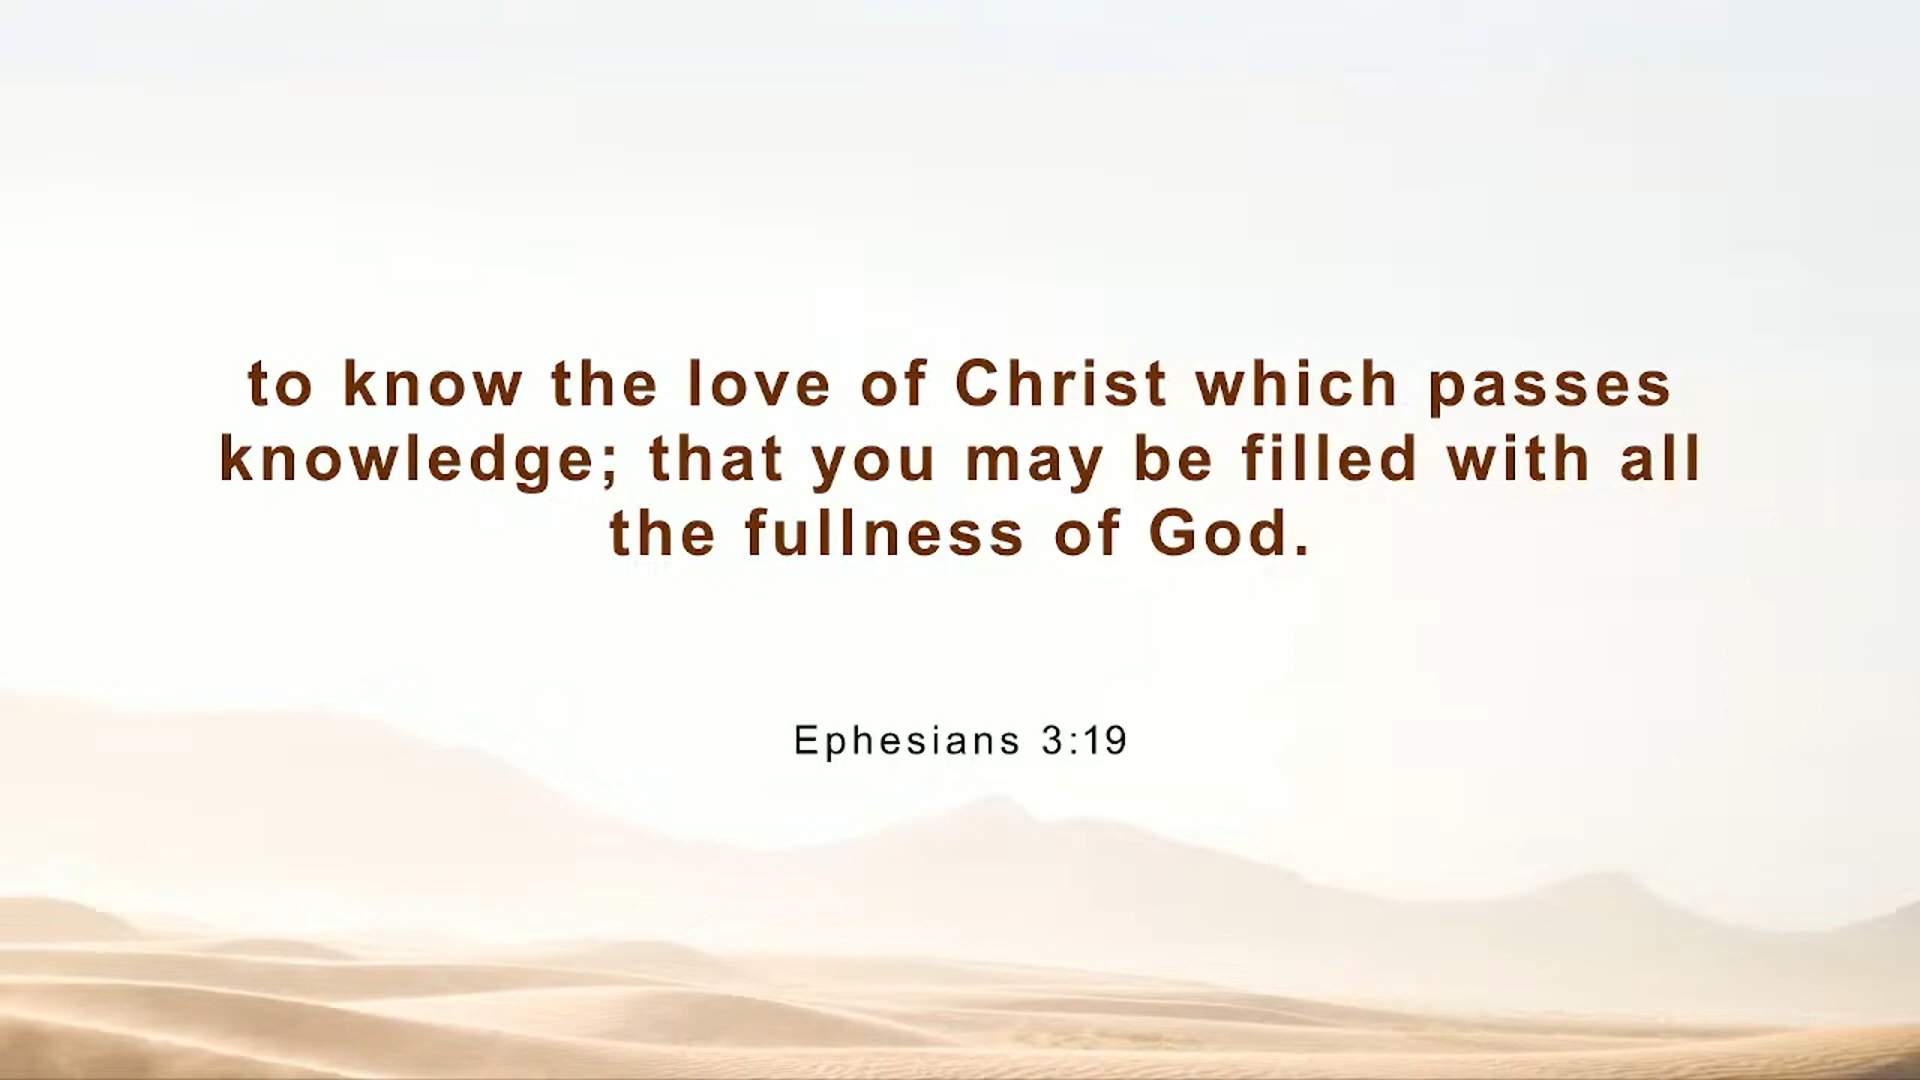 to know the love of Christ which passes
knowledge; that you may be filled with all
the fullness of God.
Ephesians 3:19